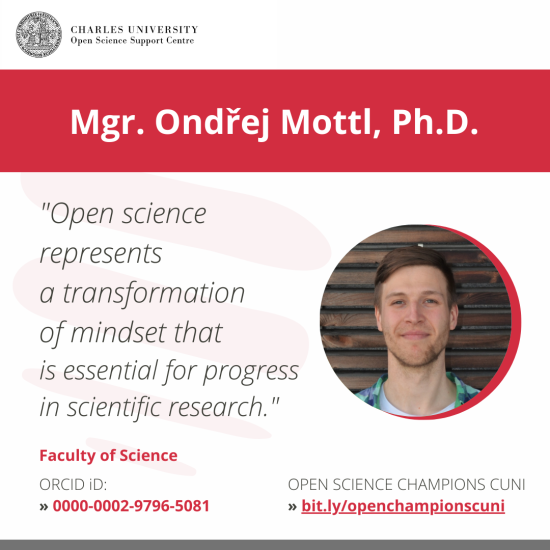 CHARLES UNIVERSITY
Open Science Support Centre
Mgr. Ondřej Mottl, Ph.D.
"Open science
represents
a transformation
of mindset that
is essential for progress
in scientific research."
Faculty of Science
ORCID iD:
» 0000-0002-9796-5081
OPEN SCIENCE CHAMPIONS CUNI
» bit.ly/openchampionscuni